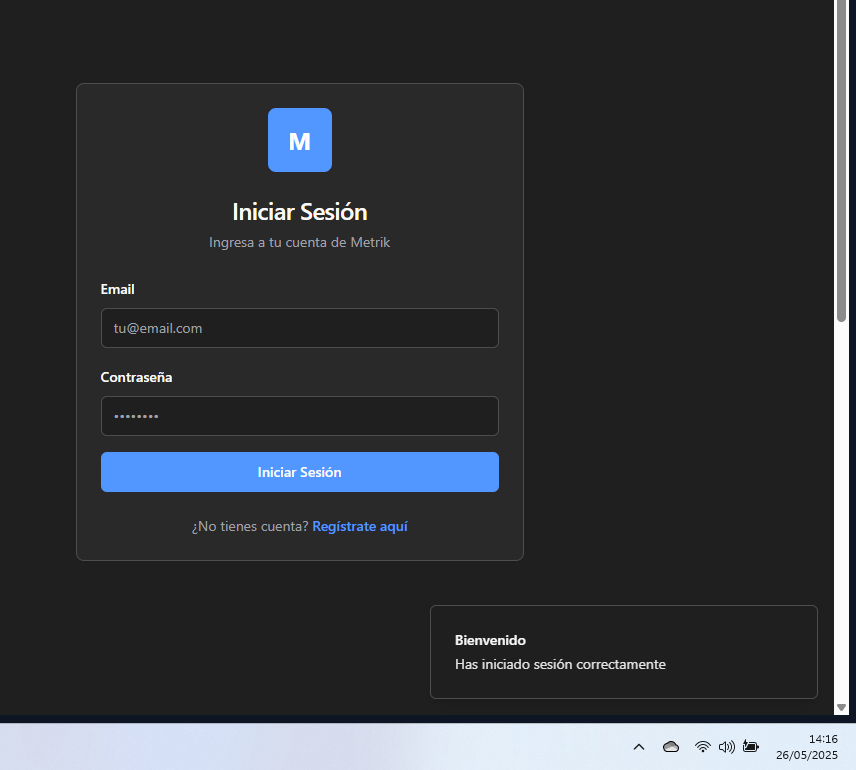 M
Iniciar Sesión
Ingresa a tu cuenta de Metrik
Email
tu@email.com
Contraseña
••••••••
Iniciar Sesión
¿No tienes cuenta? Regístrate aquí
Bienvenido
Has iniciado sesión correctamente
14:16
26/05/2025